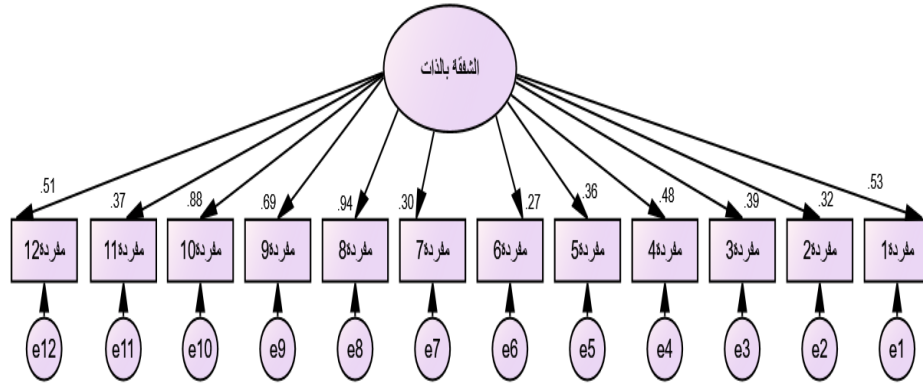 الشفقة بالذات
.51
.37
.88
.69
.94
.30
.27
.36
.48
.39
.32
.53
مفردة12
مفردة11
مفردة10
مفردة9
مفردة8
مفردة7
مفردة6
مفردة5
مفردة4
مفردة3
مفردة2
مفردة1
e12
e11
e10
e9
e8
e7
e6
e5
e4
e3
e2
e1